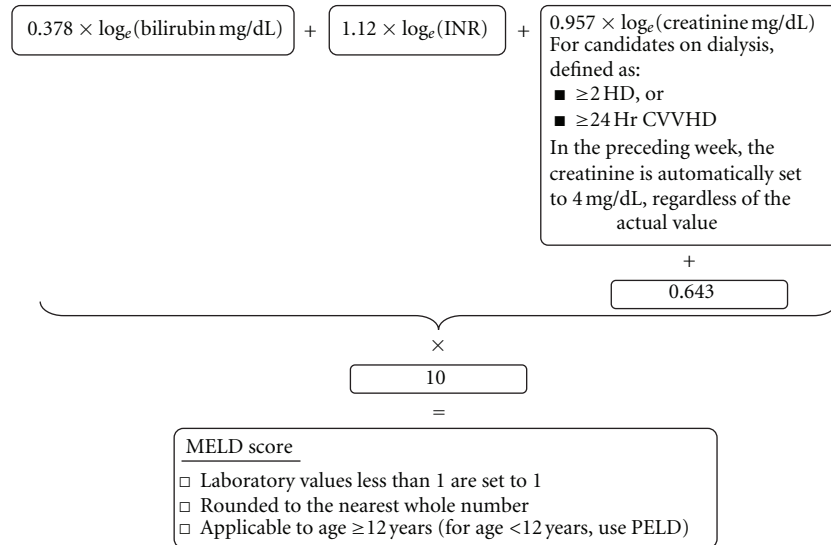 0.378 × logₑ(bilirubin mg/dL) + 1.12 × logₑ(INR) + 0.957 × logₑ(creatinine mg/dL)
For candidates on dialysis,
defined as:
■ ≥2 HD, or
■ ≥24 Hr CVVHD
In the preceding week, the
creatinine is automatically set
to 4 mg/dL, regardless of the
actual value
+
0.643
×
10
=
MELD score
□ Laboratory values less than 1 are set to 1
□ Rounded to the nearest whole number
□ Applicable to age ≥12 years (for age <12 years, use PELD)